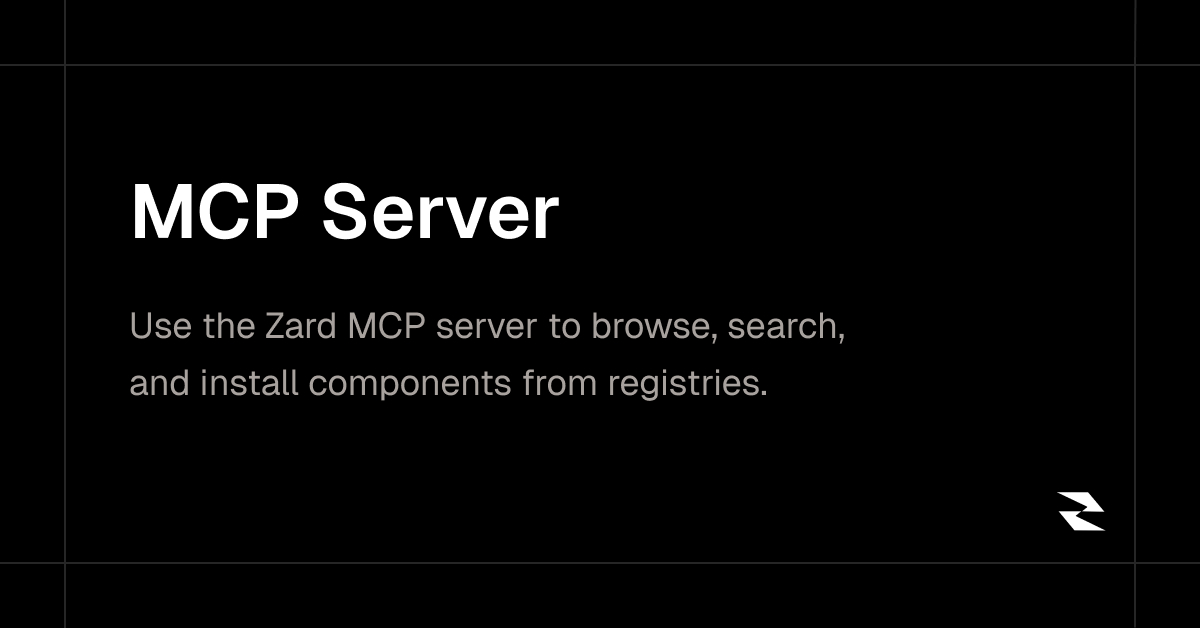 MCP Server
Use the Zard MCP server to browse, search,
and install components from registries.